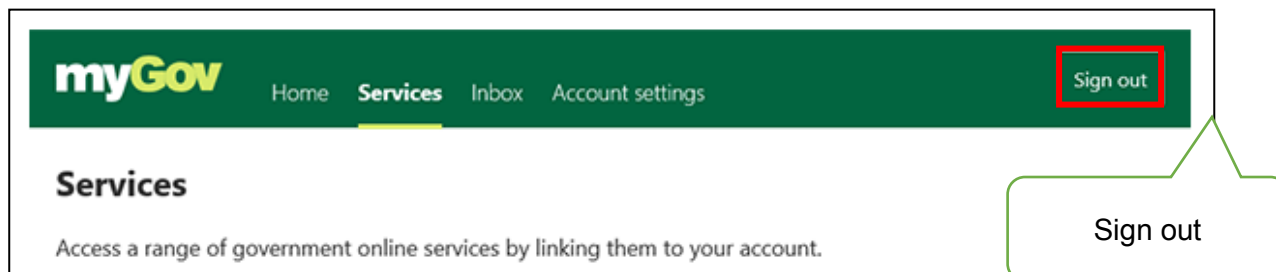 myGov Home Services Inbox Account settings Sign out
Services
Access a range of government online services by linking them to your account.
Sign out